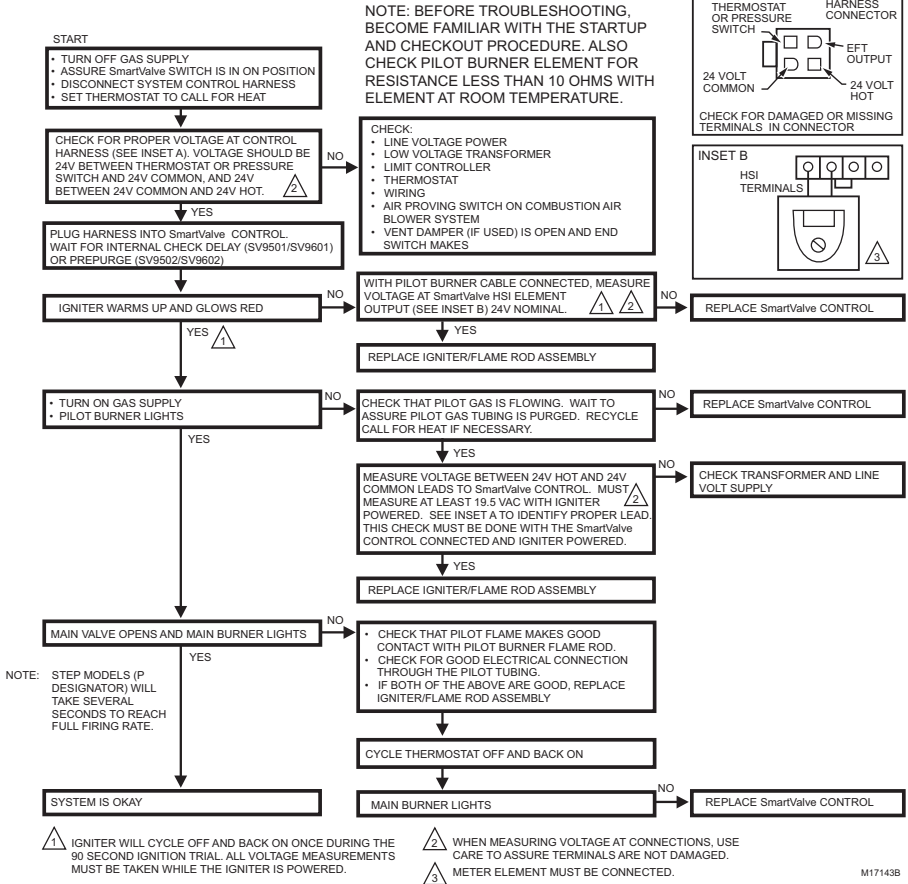 NOTE: BEFORE TROUBLESHOOTING,
BECOME FAMILIAR WITH THE STARTUP
AND CHECKOUT PROCEDURE. ALSO
CHECK PILOT BURNER ELEMENT FOR
RESISTANCE LESS THAN 10 OHMS WITH
ELEMENT AT ROOM TEMPERATURE.
THERMOSTAT
OR PRESSURE
SWITCH
HARNESS
CONNECTOR
EFT
OUTPUT
24 VOLT
COMMON
24 VOLT
HOT
CHECK FOR DAMAGED OR MISSING
TERMINALS IN CONNECTOR
START
• TURN OFF GAS SUPPLY
• ASSURE SmartValve SWITCH IS IN ON POSITION
• DISCONNECT SYSTEM CONTROL HARNESS
• SET THERMOSTAT TO CALL FOR HEAT
CHECK FOR PROPER VOLTAGE AT CONTROL
HARNESS (SEE INSET A). VOLTAGE SHOULD BE
24V BETWEEN THERMOSTAT OR PRESSURE
SWITCH AND 24V COMMON, AND 24V
BETWEEN 24V COMMON AND 24V HOT.
2
NO
CHECK:
• LINE VOLTAGE POWER
• LOW VOLTAGE TRANSFORMER
• LIMIT CONTROLLER
• THERMOSTAT
• WIRING
• AIR PROVING SWITCH ON COMBUSTION AIR
BLOWER SYSTEM
• VENT DAMPER (IF USED) IS OPEN AND END
SWITCH MAKES
INSET B
HSI
TERMINALS
3
YES
PLUG HARNESS INTO SmartValve CONTROL.
WAIT FOR INTERNAL CHECK DELAY (SV9501/SV9601)
OR PREPURGE (SV9502/SV9602)
IGNITER WARMS UP AND GLOWS RED
NO
WITH PILOT BURNER CABLE CONNECTED, MEASURE
VOLTAGE AT SmartValve HSI ELEMENT
OUTPUT (SEE INSET B) 24V NOMINAL.
1
2
NO
REPLACE SmartValve CONTROL
YES
1
YES
REPLACE IGNITER/FLAME ROD ASSEMBLY
• TURN ON GAS SUPPLY
• PILOT BURNER LIGHTS
NO
CHECK THAT PILOT GAS IS FLOWING. WAIT TO
ASSURE PILOT GAS TUBING IS PURGED. RECYCLE
CALL FOR HEAT IF NECESSARY.
NO
REPLACE SmartValve CONTROL
YES
YES
MEASURE VOLTAGE BETWEEN 24V HOT AND 24V
COMMON LEADS TO SmartValve CONTROL. MUST
MEASURE AT LEAST 19.5 VAC WITH IGNITER
POWERED. SEE INSET A TO IDENTIFY PROPER LEAD.
THIS CHECK MUST BE DONE WITH THE SmartValve
CONTROL CONNECTED AND IGNITER POWERED.
2
NO
CHECK TRANSFORMER AND LINE
VOLT SUPPLY
YES
REPLACE IGNITER/FLAME ROD ASSEMBLY
MAIN VALVE OPENS AND MAIN BURNER LIGHTS
NO
• CHECK THAT PILOT FLAME MAKES GOOD
CONTACT WITH PILOT BURNER FLAME ROD.
• CHECK FOR GOOD ELECTRICAL CONNECTION
THROUGH THE PILOT TUBING.
• IF BOTH OF THE ABOVE ARE GOOD, REPLACE
IGNITER/FLAME ROD ASSEMBLY
YES
NOTE: STEP MODELS (P
DESIGNATOR) WILL
TAKE SEVERAL
SECONDS TO REACH
FULL FIRING RATE.
CYCLE THERMOSTAT OFF AND BACK ON
SYSTEM IS OKAY
MAIN BURNER LIGHTS
NO
REPLACE SmartValve CONTROL
1 IGNITER WILL CYCLE OFF AND BACK ON ONCE DURING THE
90 SECOND IGNITION TRIAL. ALL VOLTAGE MEASUREMENTS
MUST BE TAKEN WHILE THE IGNITER IS POWERED.
2 WHEN MEASURING VOLTAGE AT CONNECTIONS, USE
CARE TO ASSURE TERMINALS ARE NOT DAMAGED.
3 METER ELEMENT MUST BE CONNECTED.
M17143B